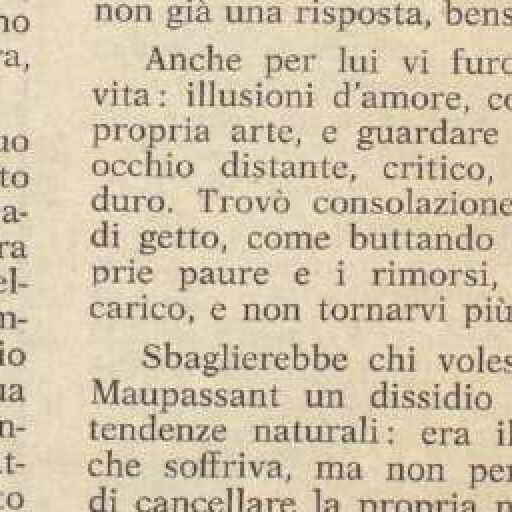 no
ra,
uo
to
a-
ra
el-
m-
io
ua
n-
at-
to
non già una risposta, bens
Anche per lui vi furo
vita: illusioni d'amore, co
propria arte, e guardare
occhio distante, critico,
duro. Trovò consolazione
di getto, come buttando
prie paure e i rimorsi,
carico, e non tornarvi più
Sbaglierebbe chi voles
Maupassant un dissidio
tendenze naturali: era il
che soffriva, ma non per
di cancellare la propria